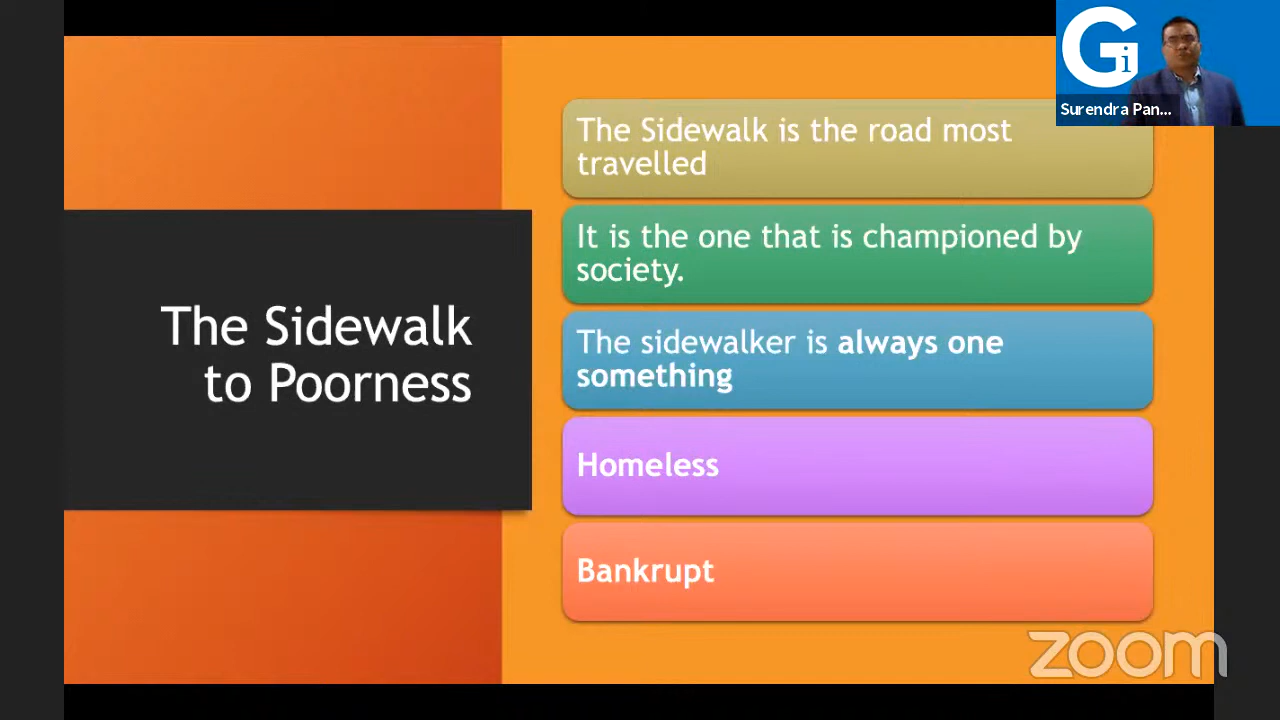 The Sidewalk
to Poorness
The Sidewalk is the road most
travelled
It is the one that is championed by
society.
The sidewalker is always one
something
Homeless
Bankrupt
Gi
Surendra Pan...
zoom